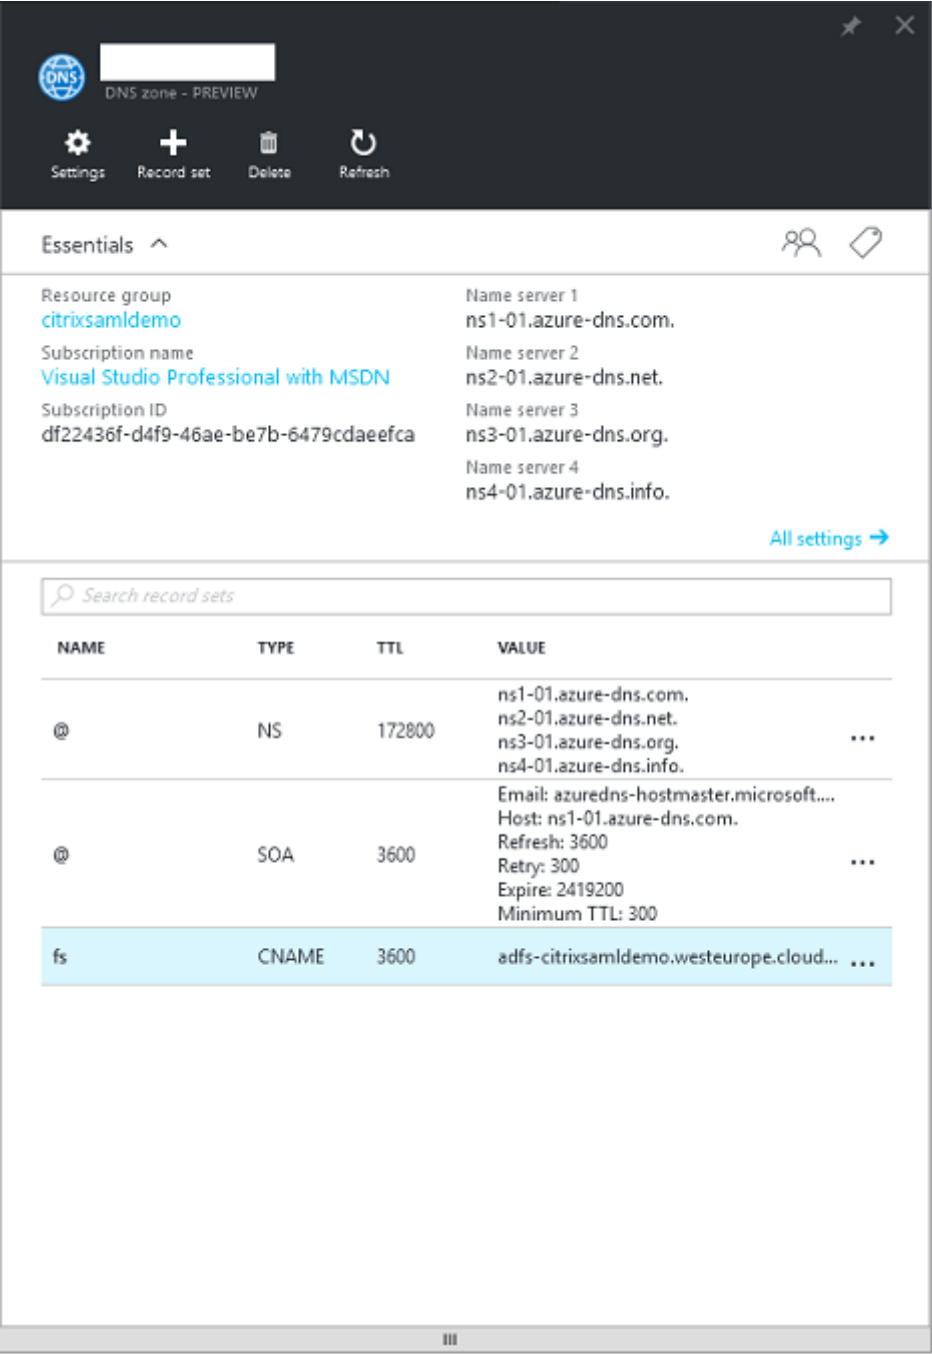 DNS
DNS zone - PREVIEW
Settings
Record set
Delete
Refresh
Essentials
Resource group
citrixsamldemo
Subscription name
Visual Studio Professional with MSDN
Subscription ID
df22436f-d4f9-46ae-be7b-6479cdaeefca
Name server 1
ns1-01.azure-dns.com.
Name server 2
ns2-01.azure-dns.net.
Name server 3
ns3-01.azure-dns.org.
Name server 4
ns4-01.azure-dns.info.
All settings →
Search record sets
NAME TYPE TTL VALUE
ns1-01.azure-dns.com.
ns2-01.azure-dns.net.
@ NS 172800
ns3-01.azure-dns.org.
ns4-01.azure-dns.info.
Email: azuredns-hostmaster.microsoft....
Host: ns1-01.azure-dns.com.
Refresh: 3600
@ SOA 3600
Retry: 300
Expire: 2419200
Minimum TTL: 300
fs CNAME 3600 adfs-citrixsamldemo.westeurope.cloud...